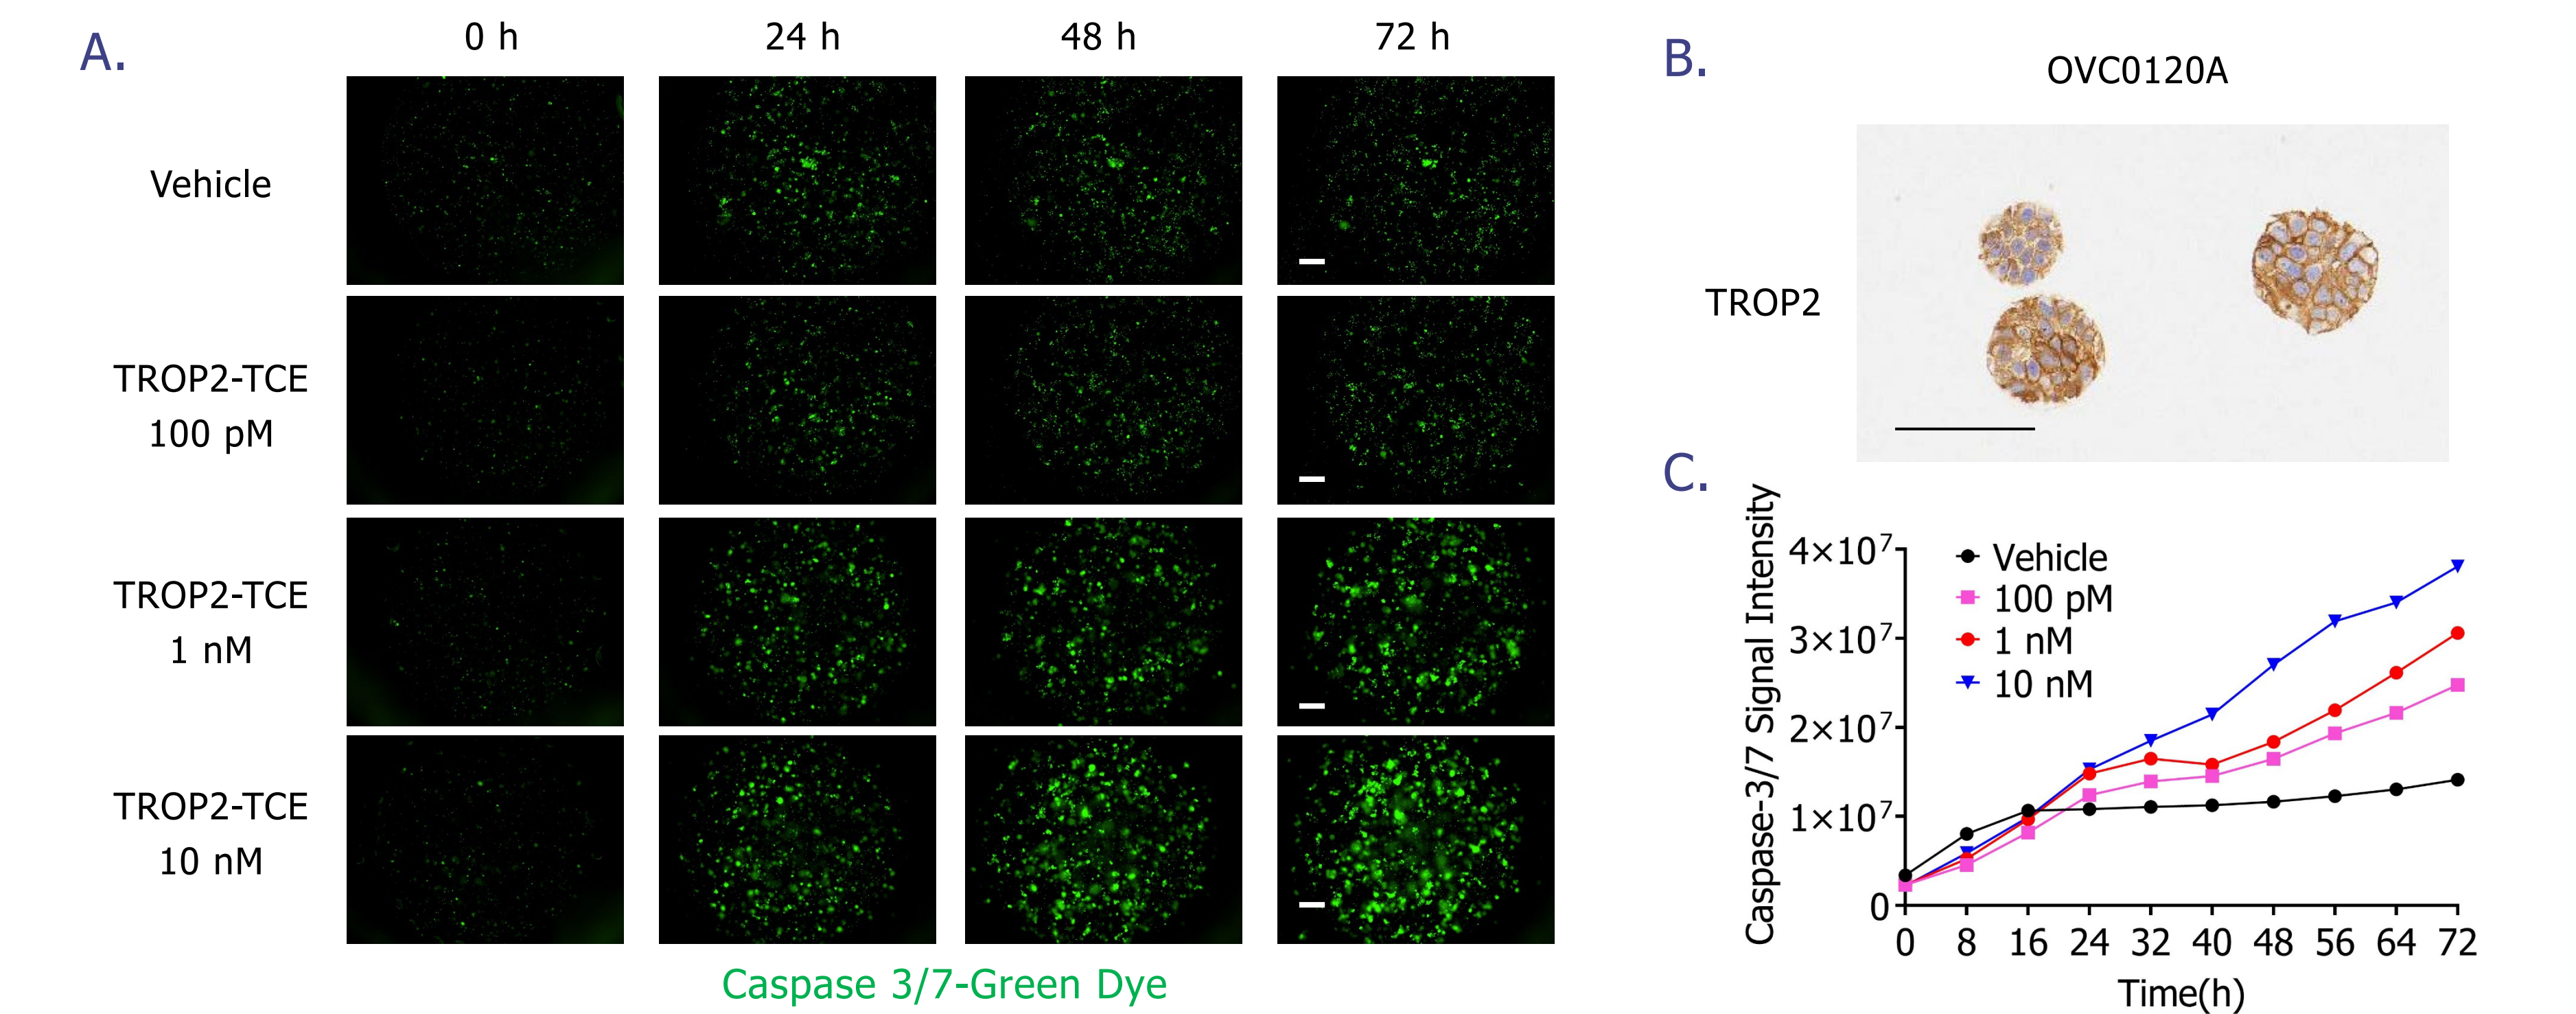 A.
0 h
24 h
48 h
72 h
Vehicle
TROP2-TCE
100 pM
TROP2-TCE
1 nM
TROP2-TCE
10 nM
Caspase 3/7-Green Dye
B.
OVC0120A
TROP2
C.
Caspase-3/7 Signal Intensity
4×10⁷
3×10⁷
2×10⁷
1×10⁷
0
Vehicle
100 pM
1 nM
10 nM
0 8 16 24 32 40 48 56 64 72
Time(h)